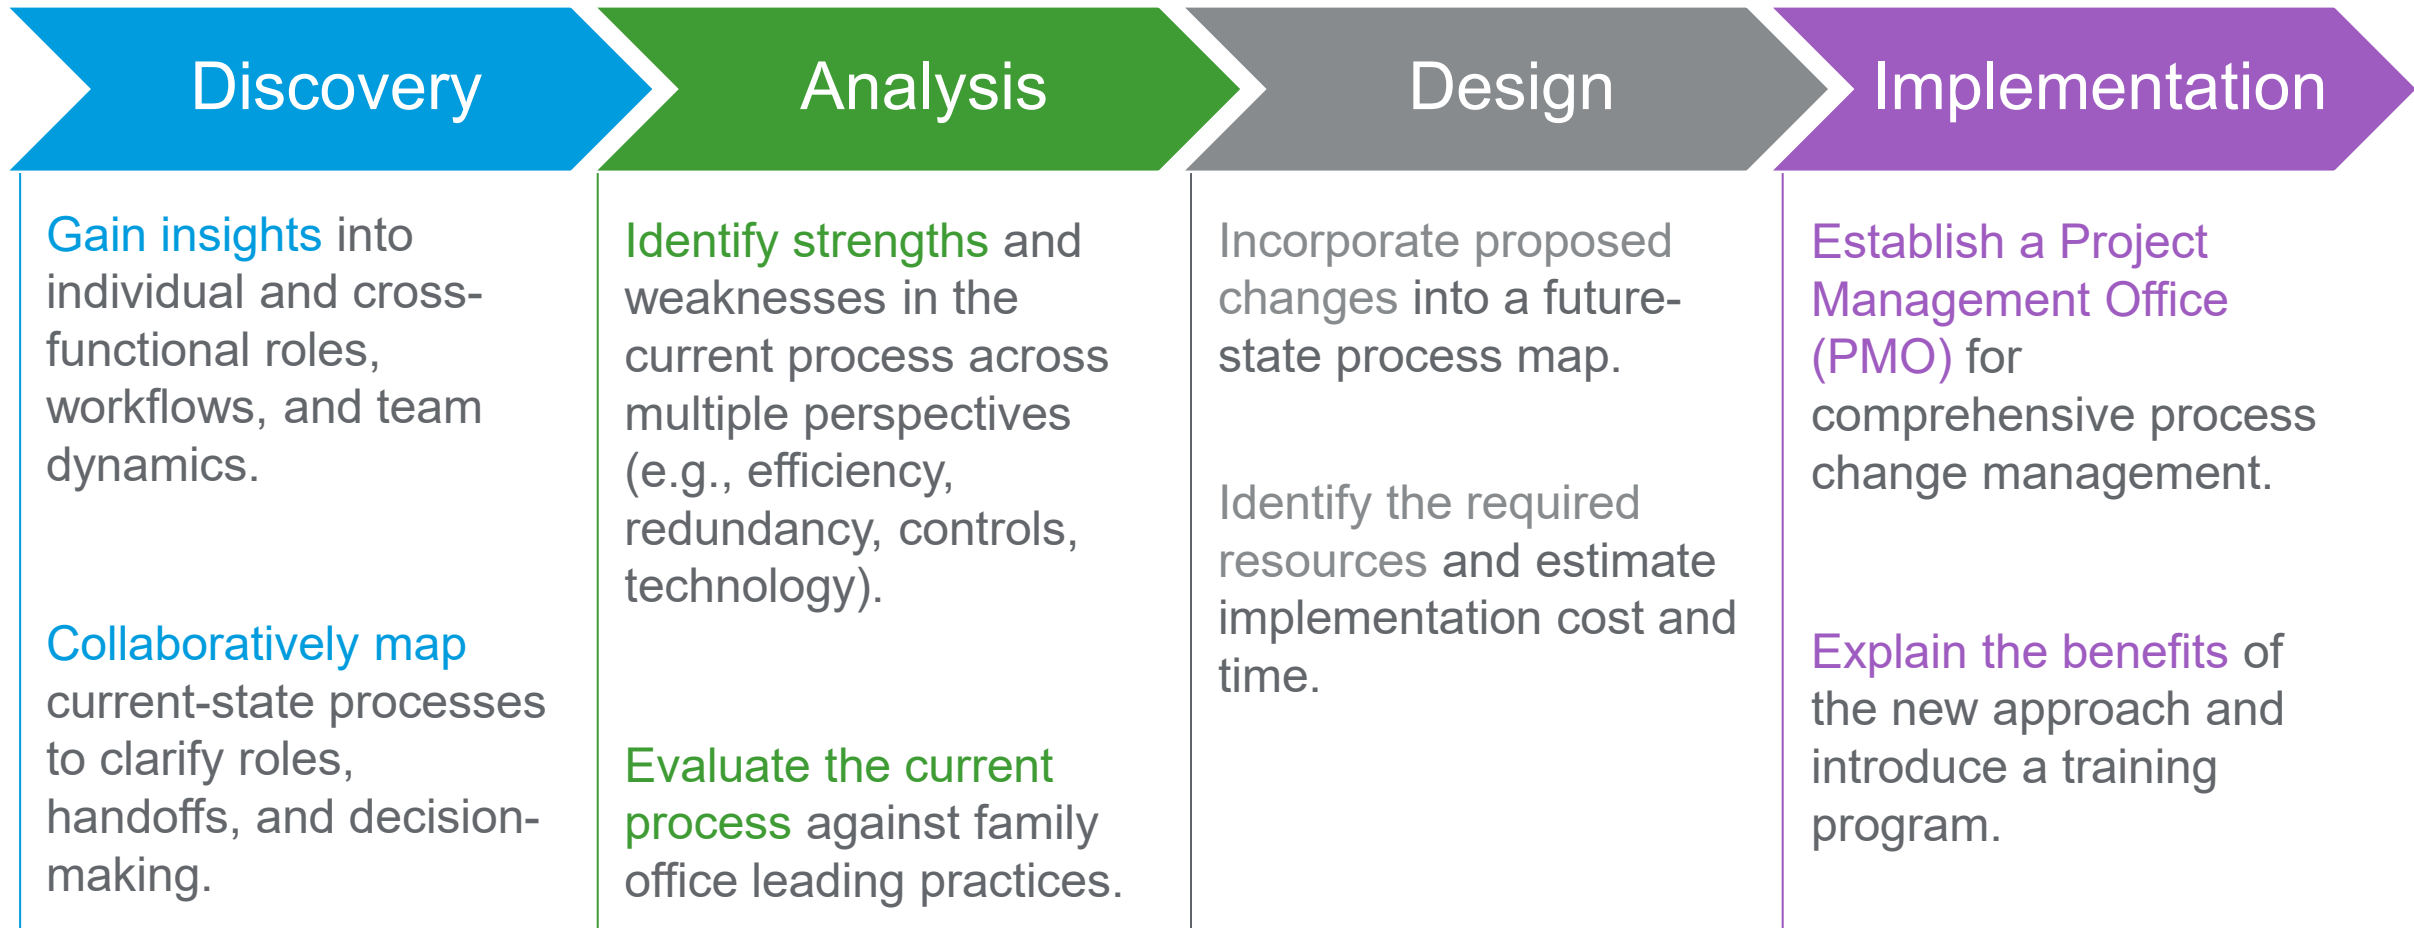 Discovery
Gain insights into
individual and cross-
functional roles,
workflows, and team
dynamics.
Collaboratively map
current-state processes
to clarify roles,
handoffs, and decision-
making.
Analysis
Identify strengths and
weaknesses in the
current process across
multiple perspectives
(e.g., efficiency,
redundancy, controls,
technology).
Evaluate the current
process against family
office leading practices.
Design
Incorporate proposed
changes into a future-
state process map.
Identify the required
resources and estimate
implementation cost and
time.
Implementation
Establish a Project
Management Office
(PMO) for
comprehensive process
change management.
Explain the benefits of
the new approach and
introduce a training
program.